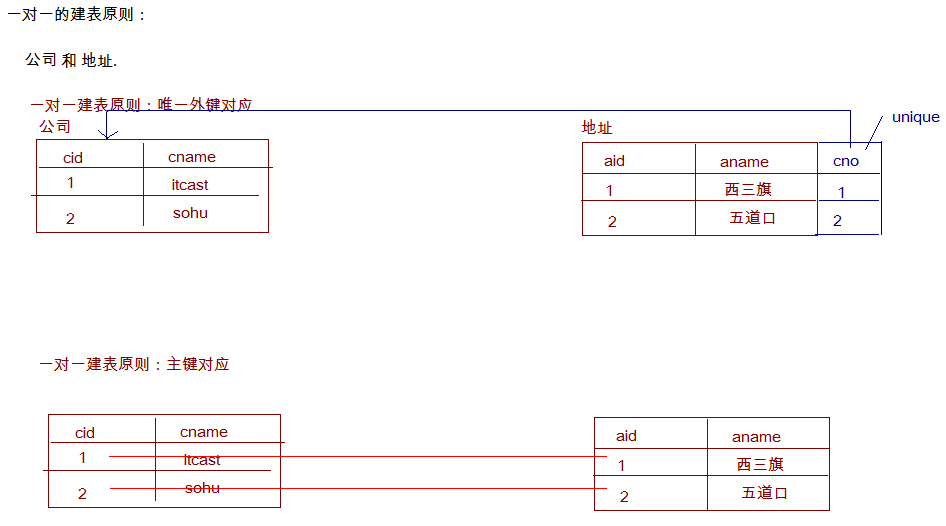 一对一的建表原则：
公司 和 地址.
一对一建表原则：唯一外键对应
公司
地址
unique
cid cname
aid aname cno
1 itcast
1 西三旗 1
2 sohu
2 五道口 2
一对一建表原则：主键对应
cid cname
aid aname
1 itcast
1 西三旗
2 sohu
2 五道口